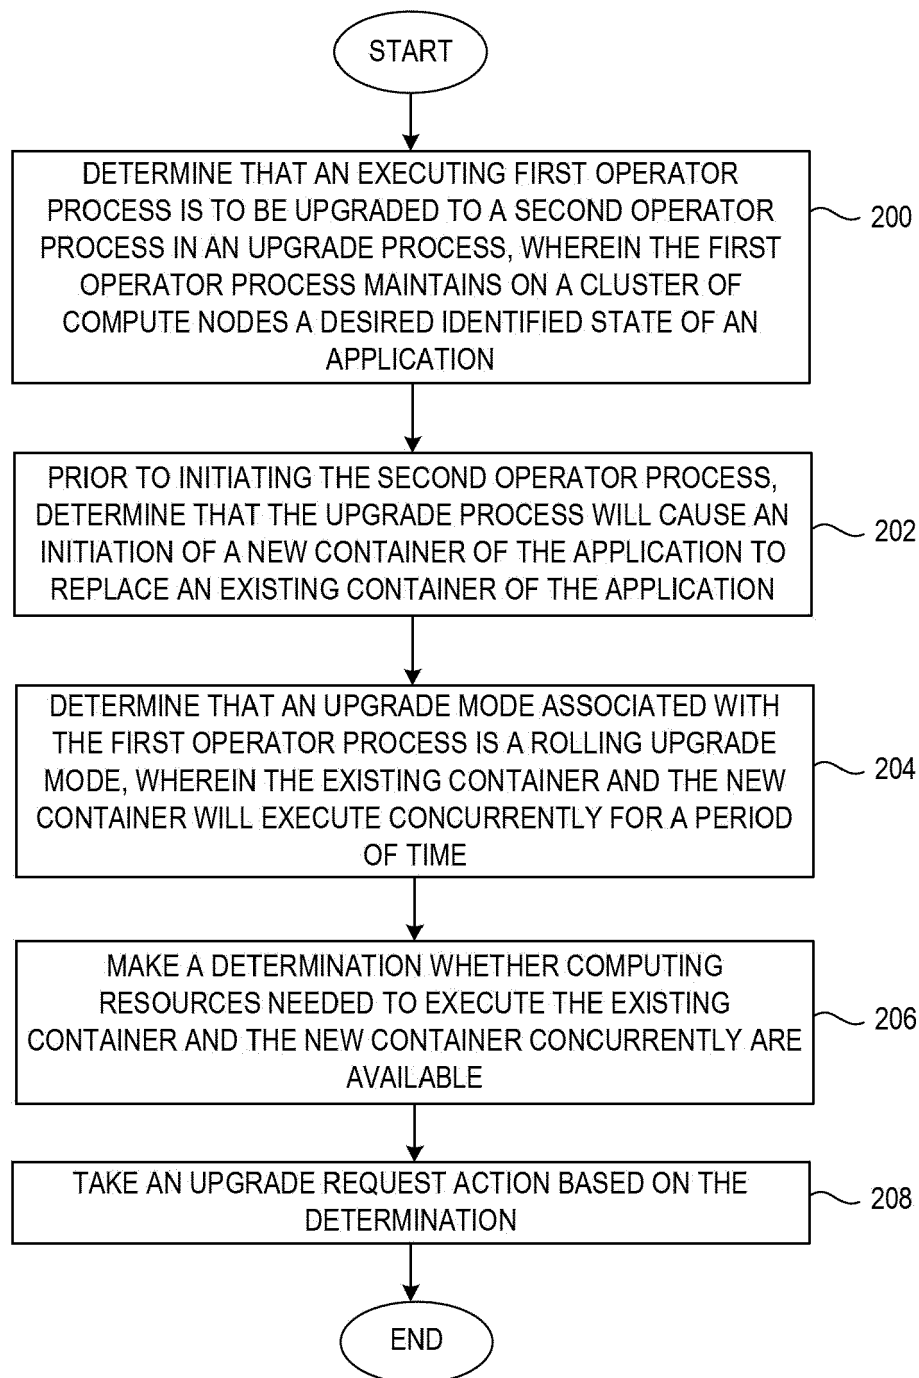 START
DETERMINE THAT AN EXECUTING FIRST OPERATOR
PROCESS IS TO BE UPGRADED TO A SECOND OPERATOR
PROCESS IN AN UPGRADE PROCESS, WHEREIN THE FIRST
OPERATOR PROCESS MAINTAINS ON A CLUSTER OF
COMPUTE NODES A DESIRED IDENTIFIED STATE OF AN
APPLICATION
200
PRIOR TO INITIATING THE SECOND OPERATOR PROCESS,
DETERMINE THAT THE UPGRADE PROCESS WILL CAUSE AN
INITIATION OF A NEW CONTAINER OF THE APPLICATION TO
REPLACE AN EXISTING CONTAINER OF THE APPLICATION
202
DETERMINE THAT AN UPGRADE MODE ASSOCIATED WITH
THE FIRST OPERATOR PROCESS IS A ROLLING UPGRADE
MODE, WHEREIN THE EXISTING CONTAINER AND THE NEW
CONTAINER WILL EXECUTE CONCURRENTLY FOR A PERIOD
OF TIME
204
MAKE A DETERMINATION WHETHER COMPUTING
RESOURCES NEEDED TO EXECUTE THE EXISTING
CONTAINER AND THE NEW CONTAINER CONCURRENTLY ARE
AVAILABLE
206
TAKE AN UPGRADE REQUEST ACTION BASED ON THE
DETERMINATION
208
END